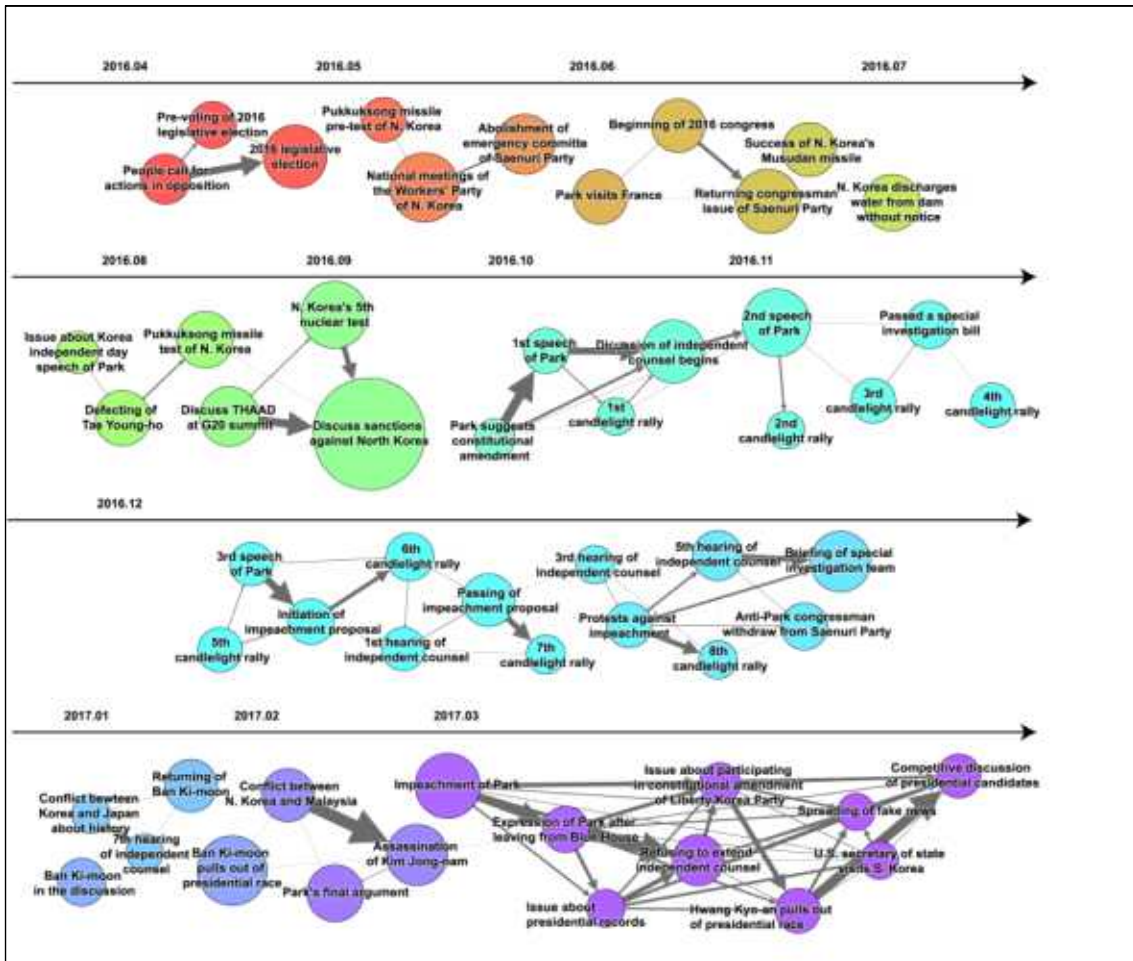 2016.04
2016.05
2016.06
2016.07
Pre-voting of 2016
legislative election
People call for
actions in opposition
2016 legislative
election
Pukkuksong missile
pre-test of N. Korea
National meetings of
the Workers' Party
of N. Korea
Abolishment of
emergency committe
of Saenuri Party
Park visits France
Beginning of 2016 congress
Returning congressman
Issue of Saenuri Party
Success of N. Korea's
Musudan missile
N. Korea discharges
water from dam
without notice
2016.08
2016.09
2016.10
2016.11
Issue about Korea
independent day
speech of Park
Defecting of
Tae Young-ho
Pukkuksong missile
test of N. Korea
Discuss THAAD
at G20 summit
N. Korea's 5th
nuclear test
Discuss sanctions
against North Korea
1st speech
of Park
Park suggests
constitutional
amendment
1st
candlelight rally
Dicussion of independent
counsel begins
2nd speech
of Park
2nd
candlelight rally
3rd
candlelight rally
Passed a special
investigation bill
4th
candlelight rally
2016.12
3rd speech
of Park
5th
candlelight rally
Initiation of
impeachment proposal
6th
candlelight rally
1st hearing of
independent counsel
Passing of
impeachment proposal
7th
candlelight rally
3rd hearing of
independent counsel
Protests against
impeachment
8th
candlelight rally
5th hearing of
independent counsel
Briefing of special
investigation team
Anti-Park congressman
withdraw from Saenuri Party
2017.01
2017.02
2017.03
Conflict bewteen
Korea and Japan
about history
Returning of
Ban Ki-moon
7th hearing
of independent
counsel
Ban Ki-moon
in the discussion
Ban Ki-moon
pulls out of
presidential race
Conflict between
N. Korea and Malaysia
Park's final argument
Assassination
of Kim Jong-nam
Impeachment of Park
Expression of Park after
leaving from Blue House
Issue about
presidential records
Issue about participating
in constitutional amendment
of Liberty Korea Party
Refusing to extend
independent counsel
Hwang Kyo-an pulls out
of presidential race
Spreading of fake news
U.S. secretary of state
visits S. Korea
Competitive discussion
of presidential candidates